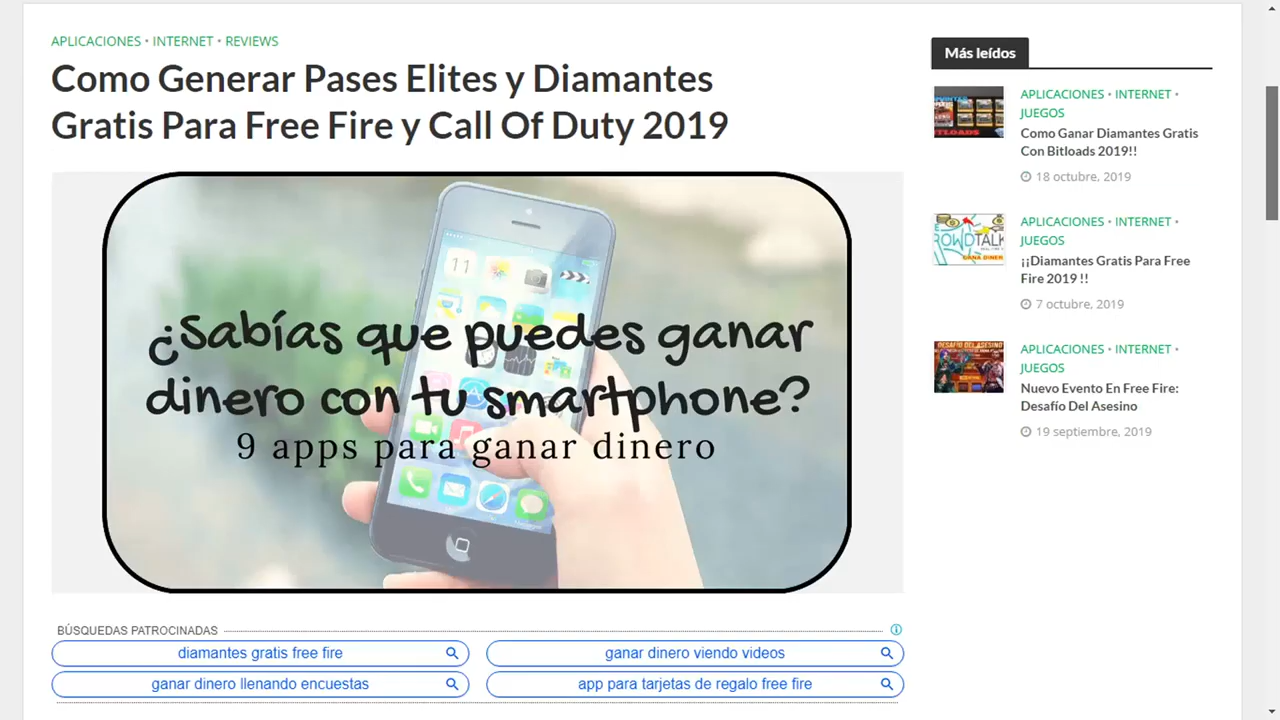 APLICACIONES • INTERNET • REVIEWS
Como Generar Pases Elites y Diamantes
Gratis Para Free Fire y Call Of Duty 2019
11
¿Sabías que puedes ganar
dinero con tu smartphone?
9 apps para ganar dinero
BÚSQUEDAS PATROCINADAS
diamantes gratis free fire
ganar dinero viendo videos
ganar dinero llenando encuestas
app para tarjetas de regalo free fire
Más leídos
APLICACIONES • INTERNET •
JUEGOS
Como Ganar Diamantes Gratis
Con Bitloads 2019!!
18 octubre, 2019
APLICACIONES • INTERNET •
JUEGOS
¡¡Diamantes Gratis Para Free
Fire 2019 !!
7 octubre, 2019
DESAFIO DEL ASESINO
APLICACIONES • INTERNET •
JUEGOS
Nuevo Evento En Free Fire:
Desafío Del Asesino
19 septiembre, 2019